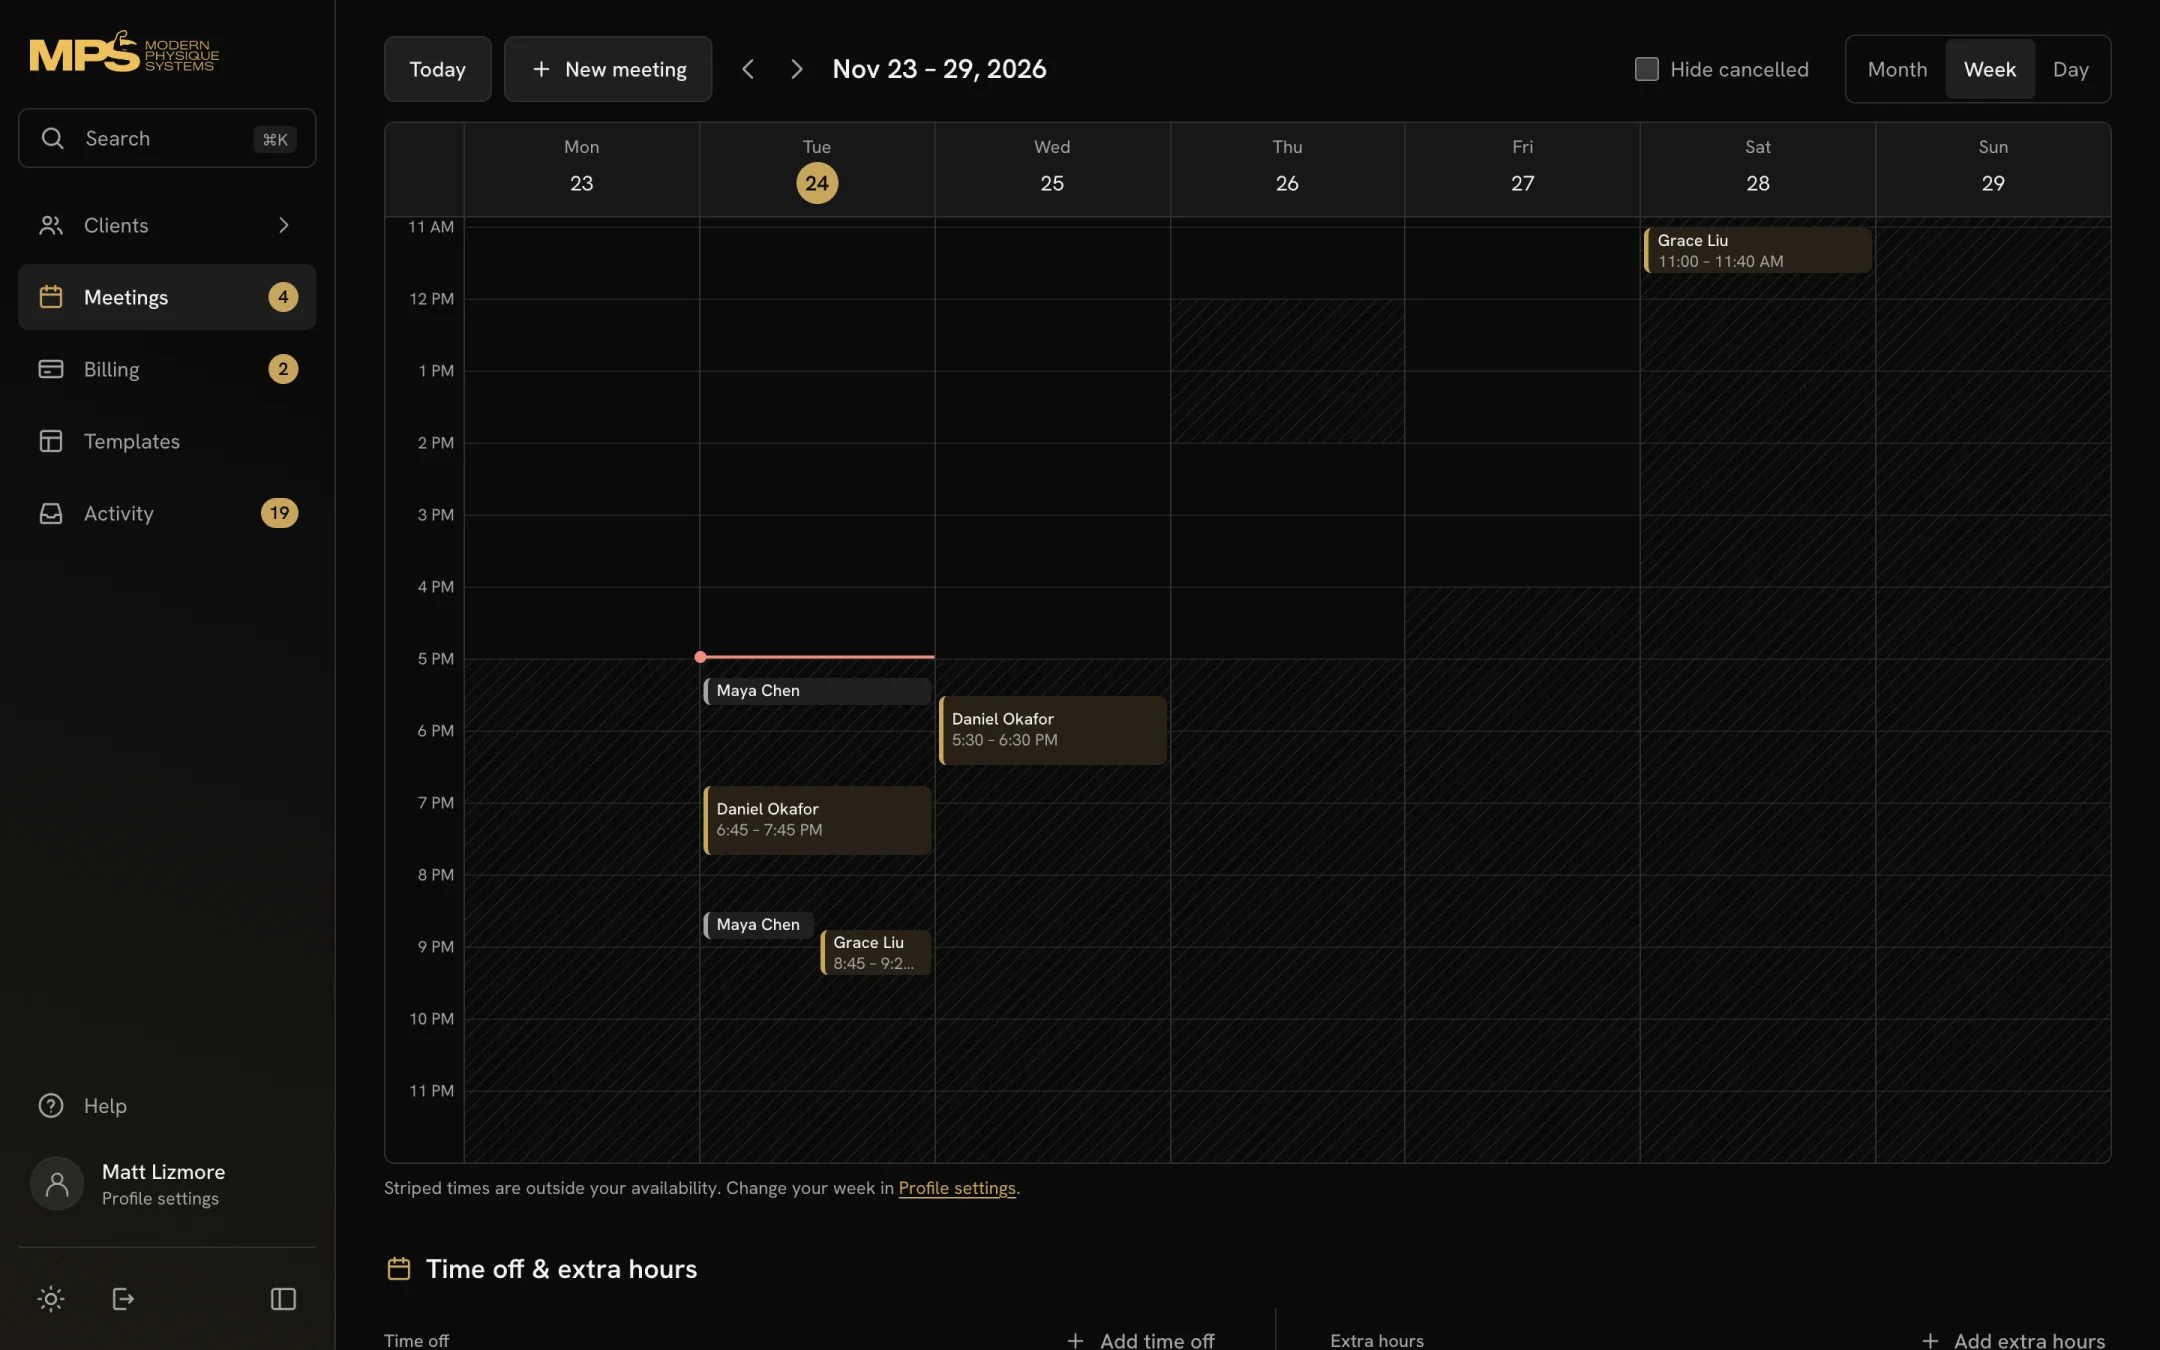 MPS MODERN PHYSIQUE SYSTEMS
Search ⌘K
Clients
Meetings 4
Billing 2
Templates
Activity 19
Help
Matt Lizmore
Profile settings
Today
+ New meeting
Nov 23 – 29, 2026
Hide cancelled
Month Week Day
Mon Tue Wed Thu Fri Sat Sun
23 24 25 26 27 28 29
11 AM
12 PM
1 PM
2 PM
3 PM
4 PM
5 PM
6 PM
7 PM
8 PM
9 PM
10 PM
11 PM
Maya Chen
Daniel Okafor
6:45 – 7:45 PM
Maya Chen
Grace Liu
8:45 – 9:2...
Daniel Okafor
5:30 – 6:30 PM
Grace Liu
11:00 – 11:40 AM
Striped times are outside your availability. Change your week in Profile settings.
Time off & extra hours
Time off
+ Add time off
Extra hours
+ Add extra hours